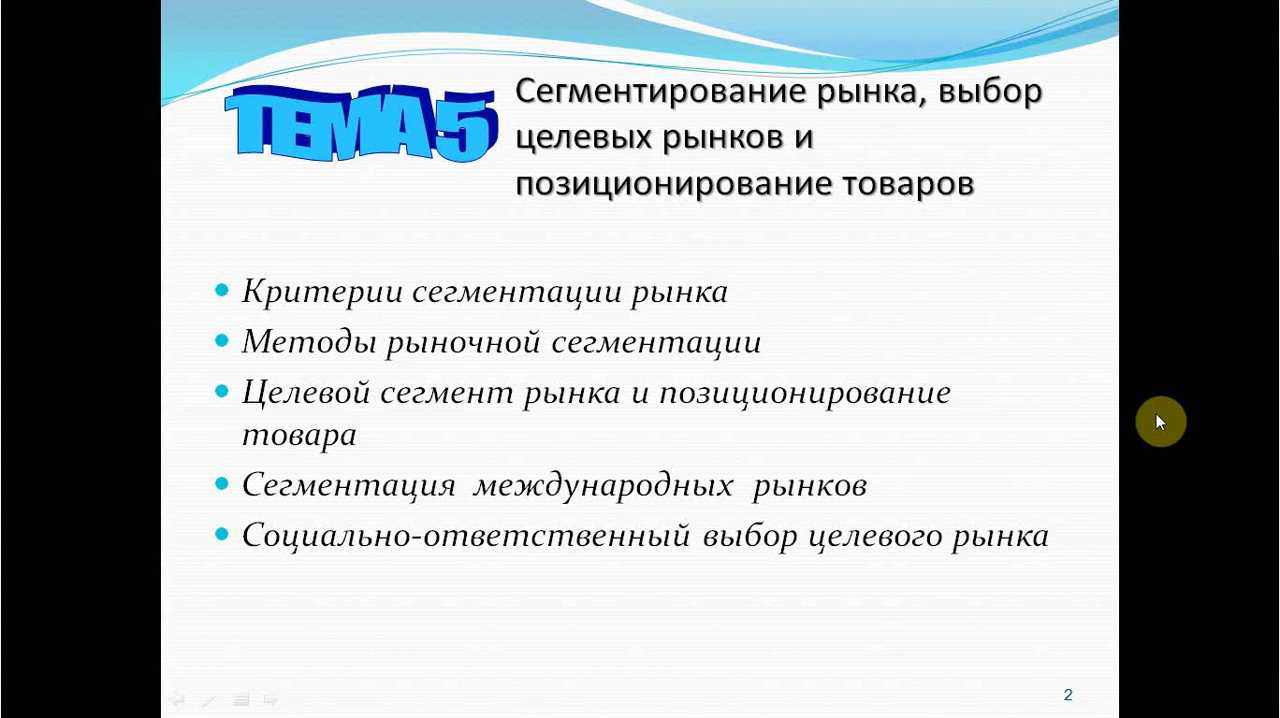 ТЕМА 5
Сегментирование рынка, выбор
целевых рынков и
позиционирование товаров
Критерии сегментации рынка
Методы рыночной сегментации
Целевой сегмент рынка и позиционирование
товара
Сегментация международных рынков
Социально-ответственный выбор целевого рынка
2